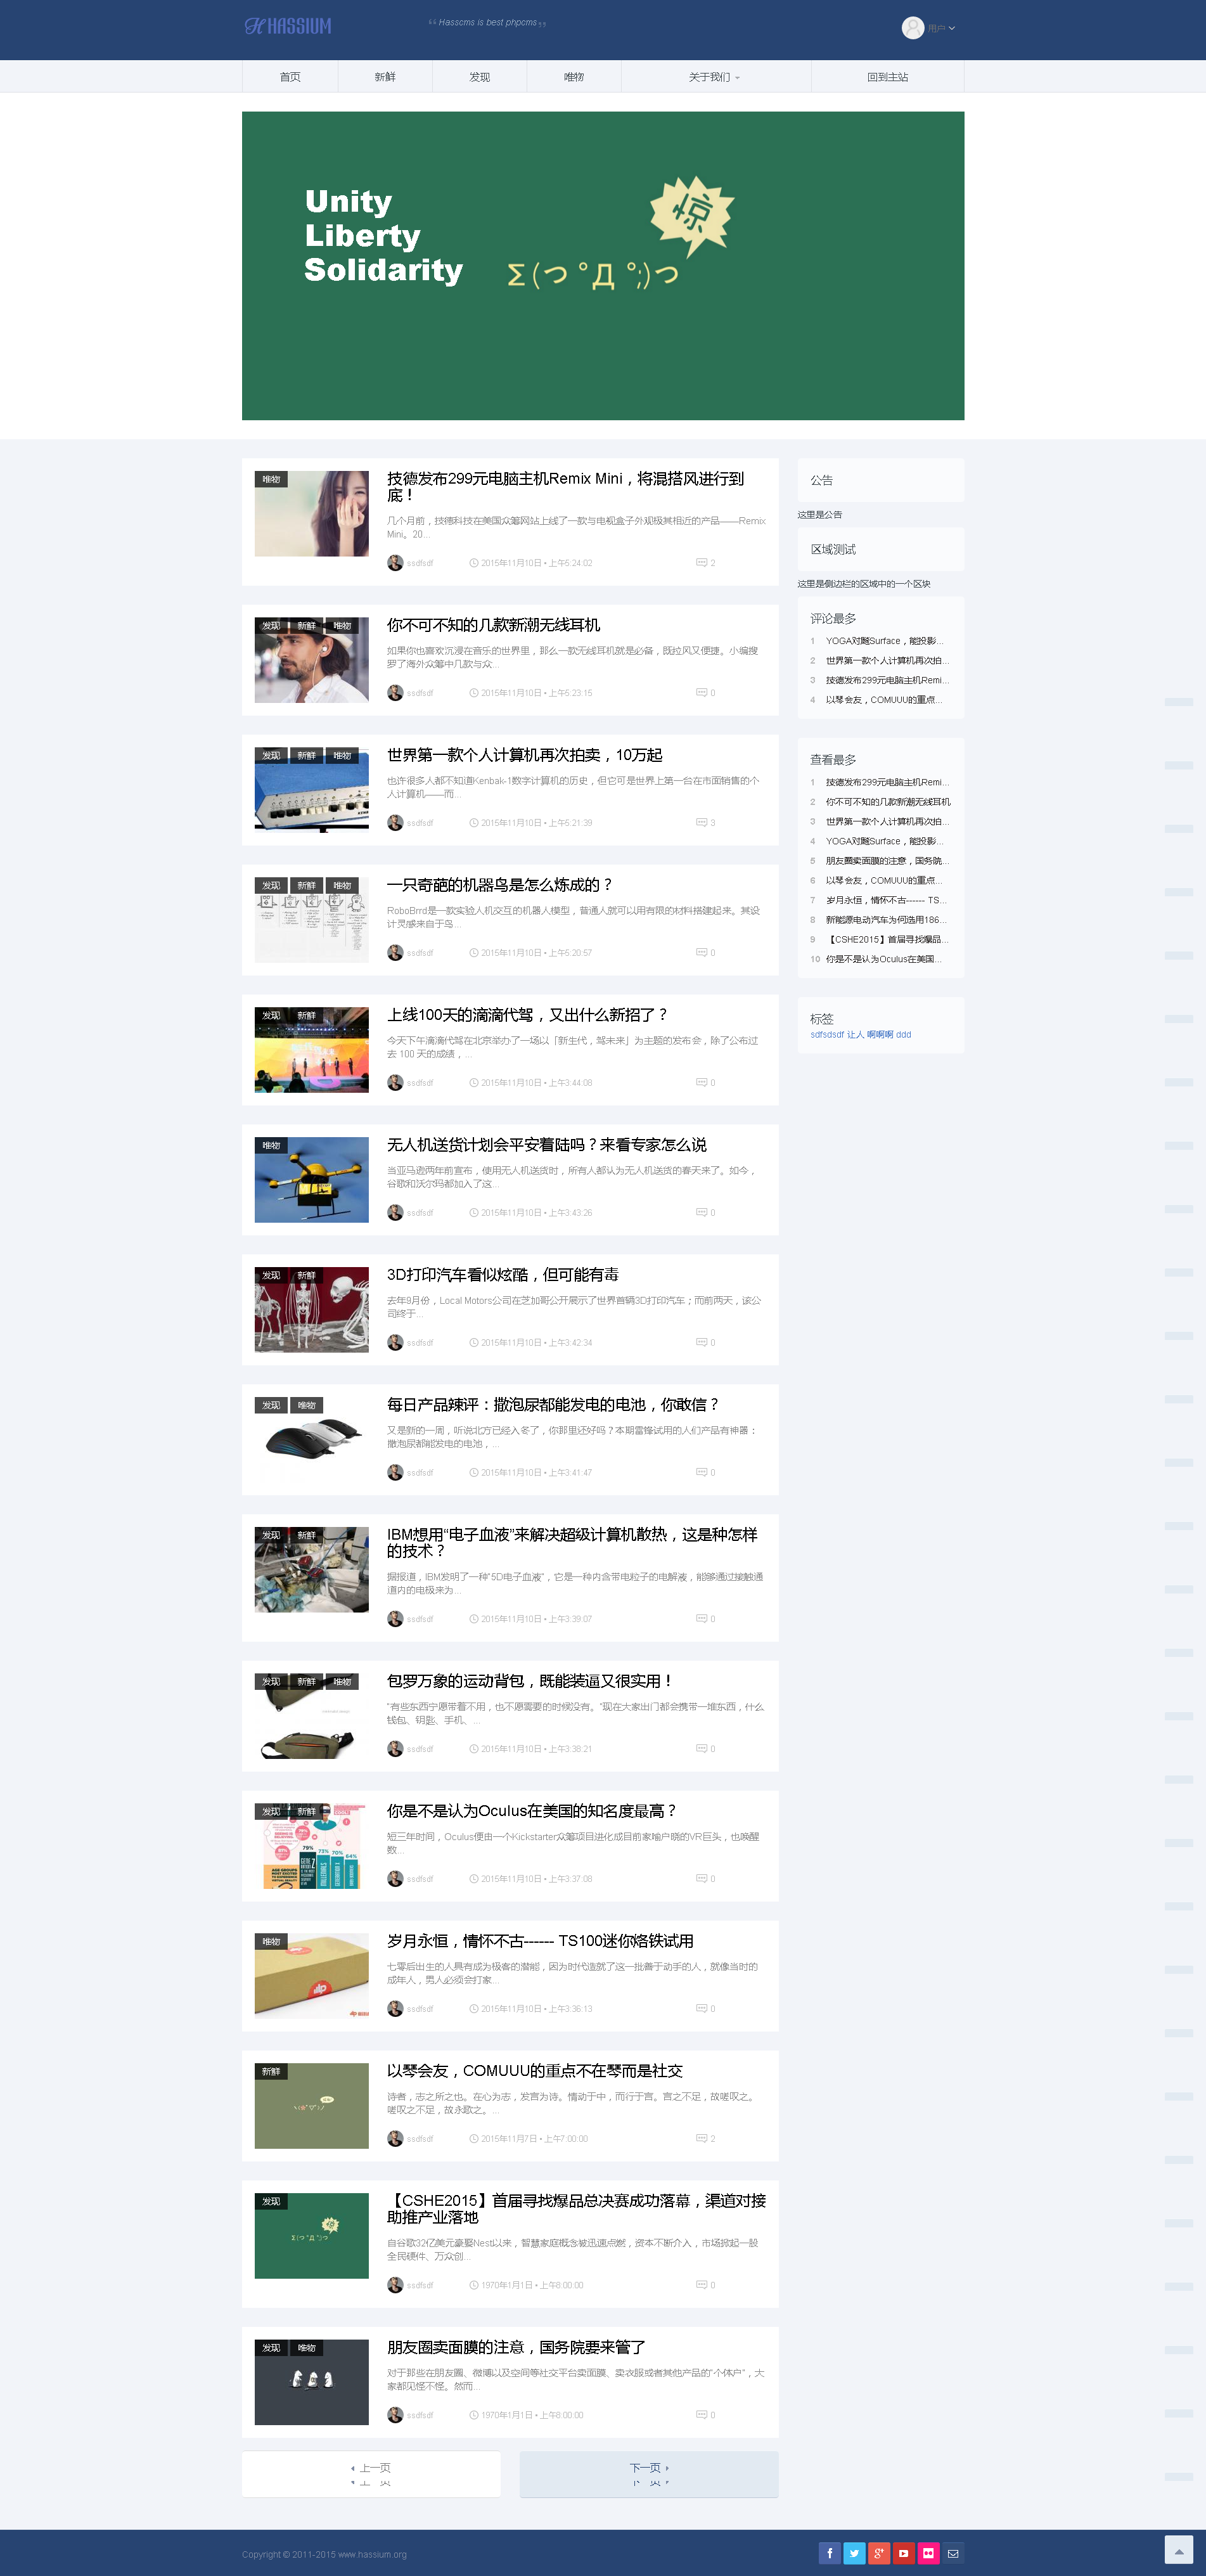 HASSIUM
Hasscms is best phpcms
用户
首页
新鲜
发现
唯物
关于我们
回到主站
Unity
Liberty
Solidarity
惊
Σ(つ°Д°;)つ
唯物
技德发布299元电脑主机Remix Mini，将混搭风进行到
底！
几个月前，技德科技在美国众筹网站上线了一款与电视盒子外观极其相近的产品——Remix
Mini。20...
ssdfsdf
2015年11月10日 • 上午5:24:02
2
发现 新鲜 唯物
你不可不知的几款新潮无线耳机
如果你也喜欢沉浸在音乐的世界里，那么一款无线耳机就是必备，既拉风又便捷。小编搜
罗了海外众筹中几款与众...
ssdfsdf
2015年11月10日 • 上午5:23:15
0
发现 新鲜 唯物
世界第一款个人计算机再次拍卖，10万起
也许很多人都不知道Kenbak-1数字计算机的历史，但它可是世界上第一台在市面销售的个
人计算机——而...
ssdfsdf
2015年11月10日 • 上午5:21:39
3
发现 新鲜 唯物
一只奇葩的机器鸟是怎么炼成的？
RoboBrrd是一款实验人机交互的机器人模型，普通人就可以用有限的材料搭建起来。其设
计灵感来自于鸟...
ssdfsdf
2015年11月10日 • 上午5:20:57
0
发现 新鲜
上线100天的滴滴代驾，又出什么新招了？
今天下午滴滴代驾在北京举办了一场以「新生代，驾未来」为主题的发布会，除了公布过
去 100 天的成绩，...
ssdfsdf
2015年11月10日 • 上午3:44:08
0
唯物
无人机送货计划会平安着陆吗？来看专家怎么说
当亚马逊两年前宣布，使用无人机送货时，所有人都认为无人机送货的春天来了。如今，
谷歌和沃尔玛都加入了这...
ssdfsdf
2015年11月10日 • 上午3:43:26
0
发现 新鲜
3D打印汽车看似炫酷，但可能有毒
去年9月份，Local Motors公司在芝加哥公开展示了世界首辆3D打印汽车；而前两天，该公
司终于...
ssdfsdf
2015年11月10日 • 上午3:42:34
0
发现 唯物
每日产品辣评：撒泡尿都能发电的电池，你敢信？
又是新的一周，听说北方已经入冬了，你那里还好吗？本期雷锋试用的人们产品有神器：
撒泡尿都能发电的电池，...
ssdfsdf
2015年11月10日 • 上午3:41:47
0
发现 新鲜
IBM想用“电子血液”来解决超级计算机散热，这是种怎样
的技术？
据报道，IBM发明了一种“5D电子血液”，它是一种内含带电粒子的电解液，能够通过接触通
道内的电极来为...
ssdfsdf
2015年11月10日 • 上午3:39:07
0
发现 新鲜 唯物
包罗万象的运动背包，既能装逼又很实用！
“有些东西宁愿带着不用，也不愿需要的时候没有。”现在大家出门都会携带一堆东西，什么
钱包、钥匙、手机、...
ssdfsdf
2015年11月10日 • 上午3:38:21
0
发现 新鲜
79% 73% 70% 64%
你是不是认为Oculus在美国的知名度最高？
短三年时间，Oculus便由一个Kickstarter众筹项目进化成目前家喻户晓的VR巨头，也唤醒
数...
ssdfsdf
2015年11月10日 • 上午3:37:08
0
唯物
岁月永恒，情怀不古------ TS100迷你烙铁试用
七零后出生的人具有成为极客的潜能，因为时代造就了这一批善于动手的人，就像当时的
成年人，男人必须会打家...
ssdfsdf
2015年11月10日 • 上午3:36:13
0
新鲜
以琴会友，COMUUU的重点不在琴而是社交
诗者，志之所之也。在心为志，发言为诗。情动于中，而行于言。言之不足，故嗟叹之。
嗟叹之不足，故永歌之。...
ssdfsdf
2015年11月7日 • 上午7:00:00
2
发现
【CSHE2015】首届寻找爆品总决赛成功落幕，渠道对接
助推产业落地
自谷歌32亿美元豪娶Nest以来，智慧家庭概念被迅速点燃，资本不断介入，市场掀起一股
全民硬件、万众创...
ssdfsdf
1970年1月1日 • 上午8:00:00
0
发现 唯物
朋友圈卖面膜的注意，国务院要来管了
对于那些在朋友圈、微博以及空间等社交平台卖面膜、卖衣服或者其他产品的“个体户”，大
家都见怪不怪。然而...
ssdfsdf
1970年1月1日 • 上午8:00:00
0
上一页
下一页
公告
这里是公告
区域测试
这里是侧边栏的区域中的一个区块
评论最多
1 YOGA对飚Surface，能投影...
2 世界第一款个人计算机再次拍...
3 技德发布299元电脑主机Remi...
4 以琴会友，COMUUU的重点...
查看最多
1 技德发布299元电脑主机Remi...
2 你不可不知的几款新潮无线耳机
3 世界第一款个人计算机再次拍...
4 YOGA对飚Surface，能投影...
5 朋友圈卖面膜的注意，国务院...
6 以琴会友，COMUUU的重点...
7 岁月永恒，情怀不古------ TS...
8 新能源电动汽车为何选用186...
9 【CSHE2015】首届寻找爆品...
10 你是不是认为Oculus在美国...
标签
sdfsdsdf 让人 啊啊啊 ddd
Copyright © 2011-2015 www.hassium.org